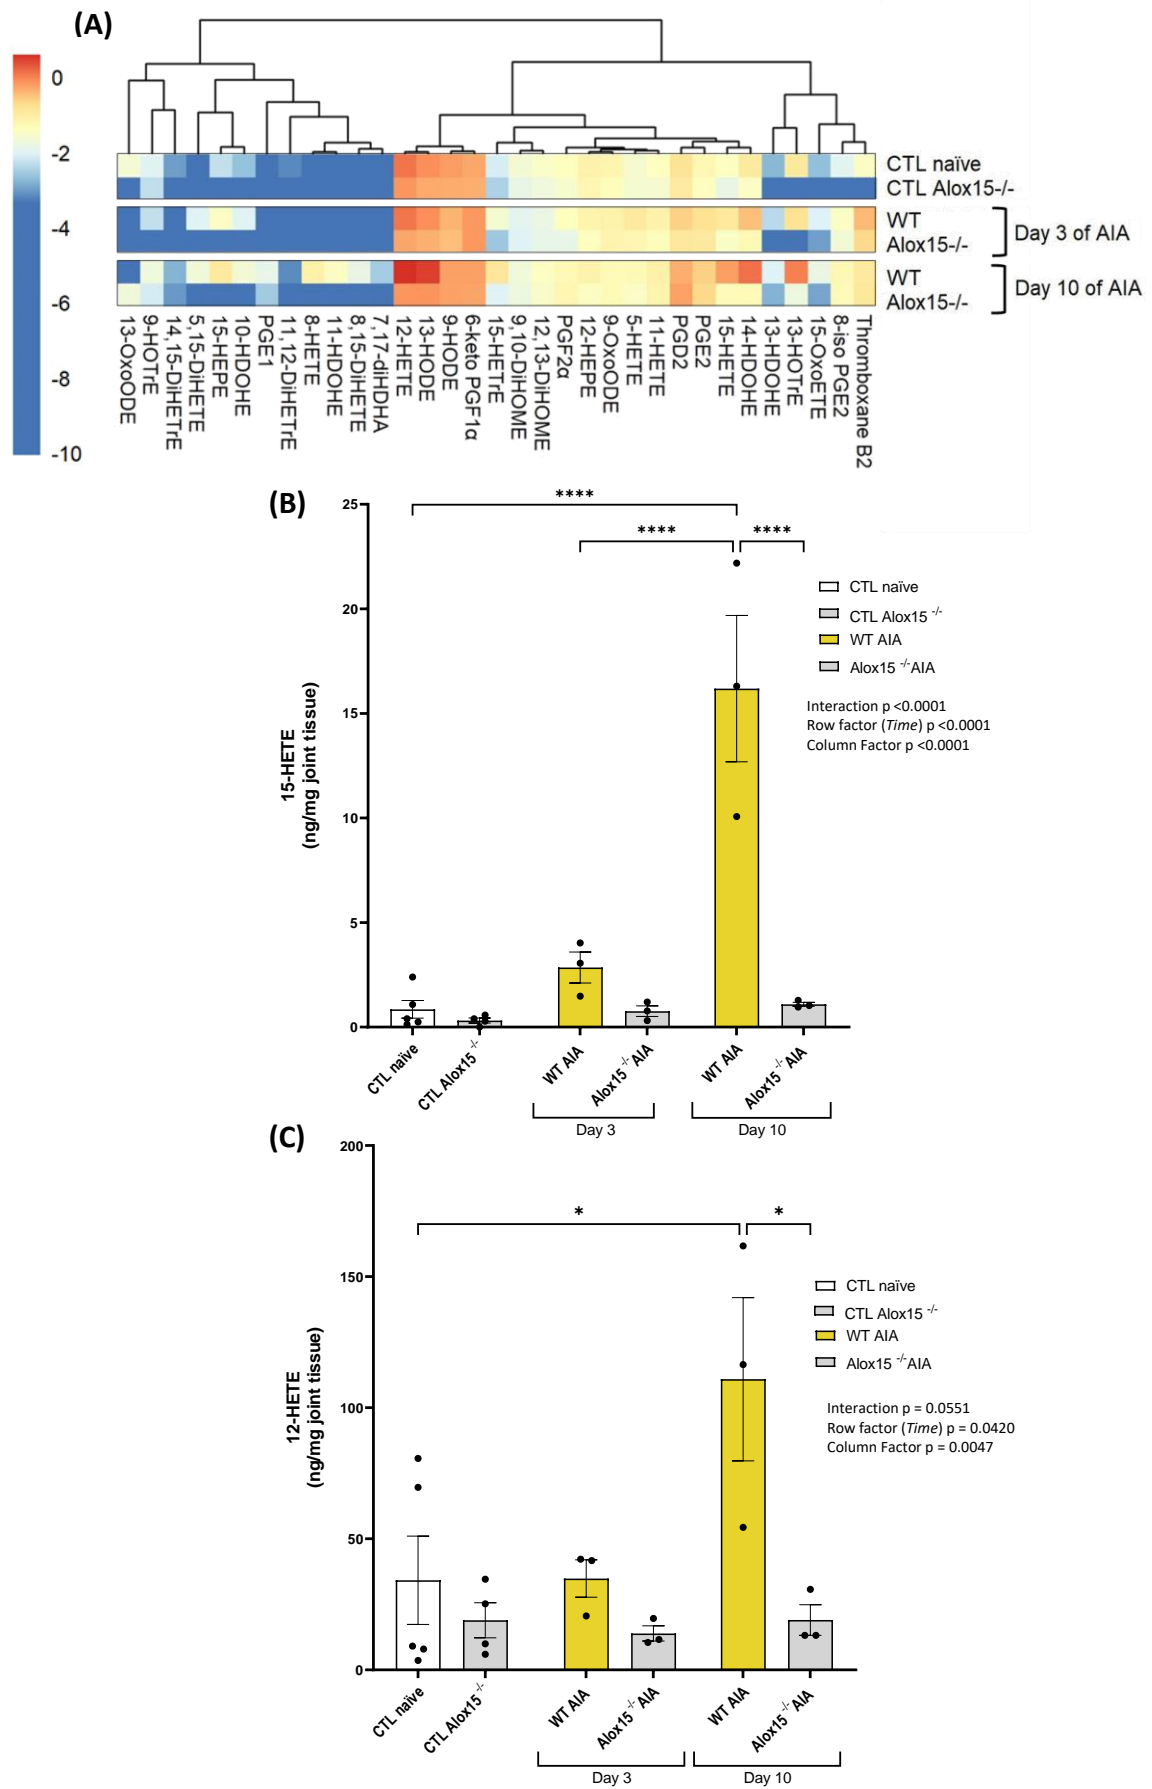 (A)
0
-2
-4
-6
-8
-10
CTL naïve
CTL Alox15-/-
WT
Alox15-/-
Day 3 of AIA
WT
Alox15-/-
Day 10 of AIA
13-OxoODE
9-HOTrE
14,15-DiHETrE
5,15-DiHETE
15-HEPE
10-HDOHE
PGE1
11,12-DiHETrE
8-HETE
11-HDOHE
8,15-DiHETE
7,17-diHDHA
12-HETE
13-HODE
9-HODE
6-keto PGF1α
15-HETrE
9,10-DiHOME
12,13-DiHOME
PGF2α
12-HEPE
9-OxoODE
5-HETE
11-HETE
PGD2
PGE2
15-HETE
14-HDOHE
13-HDOHE
13-HOTrE
15-OxoETE
8-iso PGE2
Thromboxane B2
(B)
15-HETE
(ng/mg joint tissue)
25
20
15
10
5
0
****
****
****
CTL naïve
CTL Alox15 -/-
WT AIA
Alox15 -/- AIA
Interaction p <0.0001
Row factor (Time) p <0.0001
Column Factor p <0.0001
CTL naïve
CTL Alox15 -/-
WT AIA
Alox15 -/- AIA
WT AIA
Alox15 -/- AIA
Day 3
Day 10
(C)
12-HETE
(ng/mg joint tissue)
200
150
100
50
0
*
*
CTL naïve
CTL Alox15 -/-
WT AIA
Alox15 -/- AIA
Interaction p = 0.0551
Row factor (Time) p = 0.0420
Column Factor p = 0.0047
CTL naïve
CTL Alox15 -/-
WT AIA
Alox15 -/- AIA
WT AIA
Alox15 -/- AIA
Day 3
Day 10